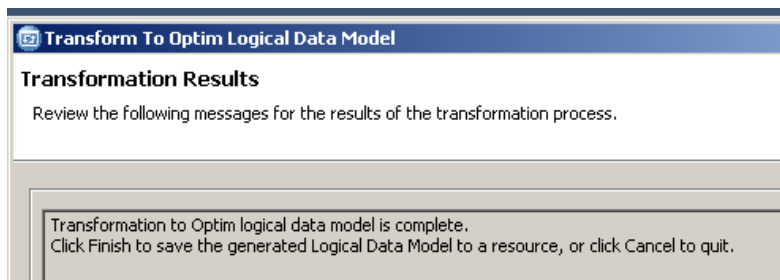 Transform To Optim Logical Data Model
Transformation Results
Review the following messages for the results of the transformation process.
Transformation to Optim logical data model is complete.
Click Finish to save the generated Logical Data Model to a resource, or click Cancel to quit.